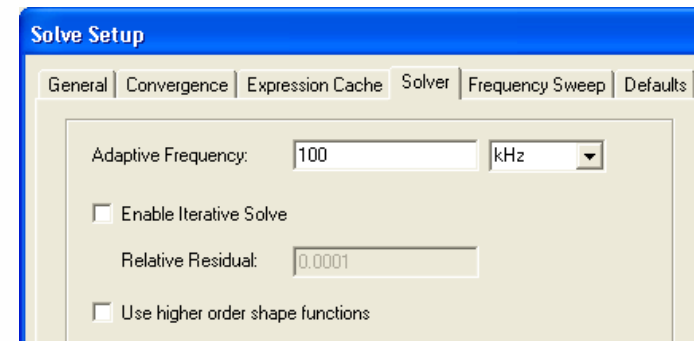 Solve Setup
General Convergence Expression Cache Solver Frequency Sweep Defaults
Adaptive Frequency: 100 kHz
Enable Iterative Solve
Relative Residual: 0.0001
Use higher order shape functions